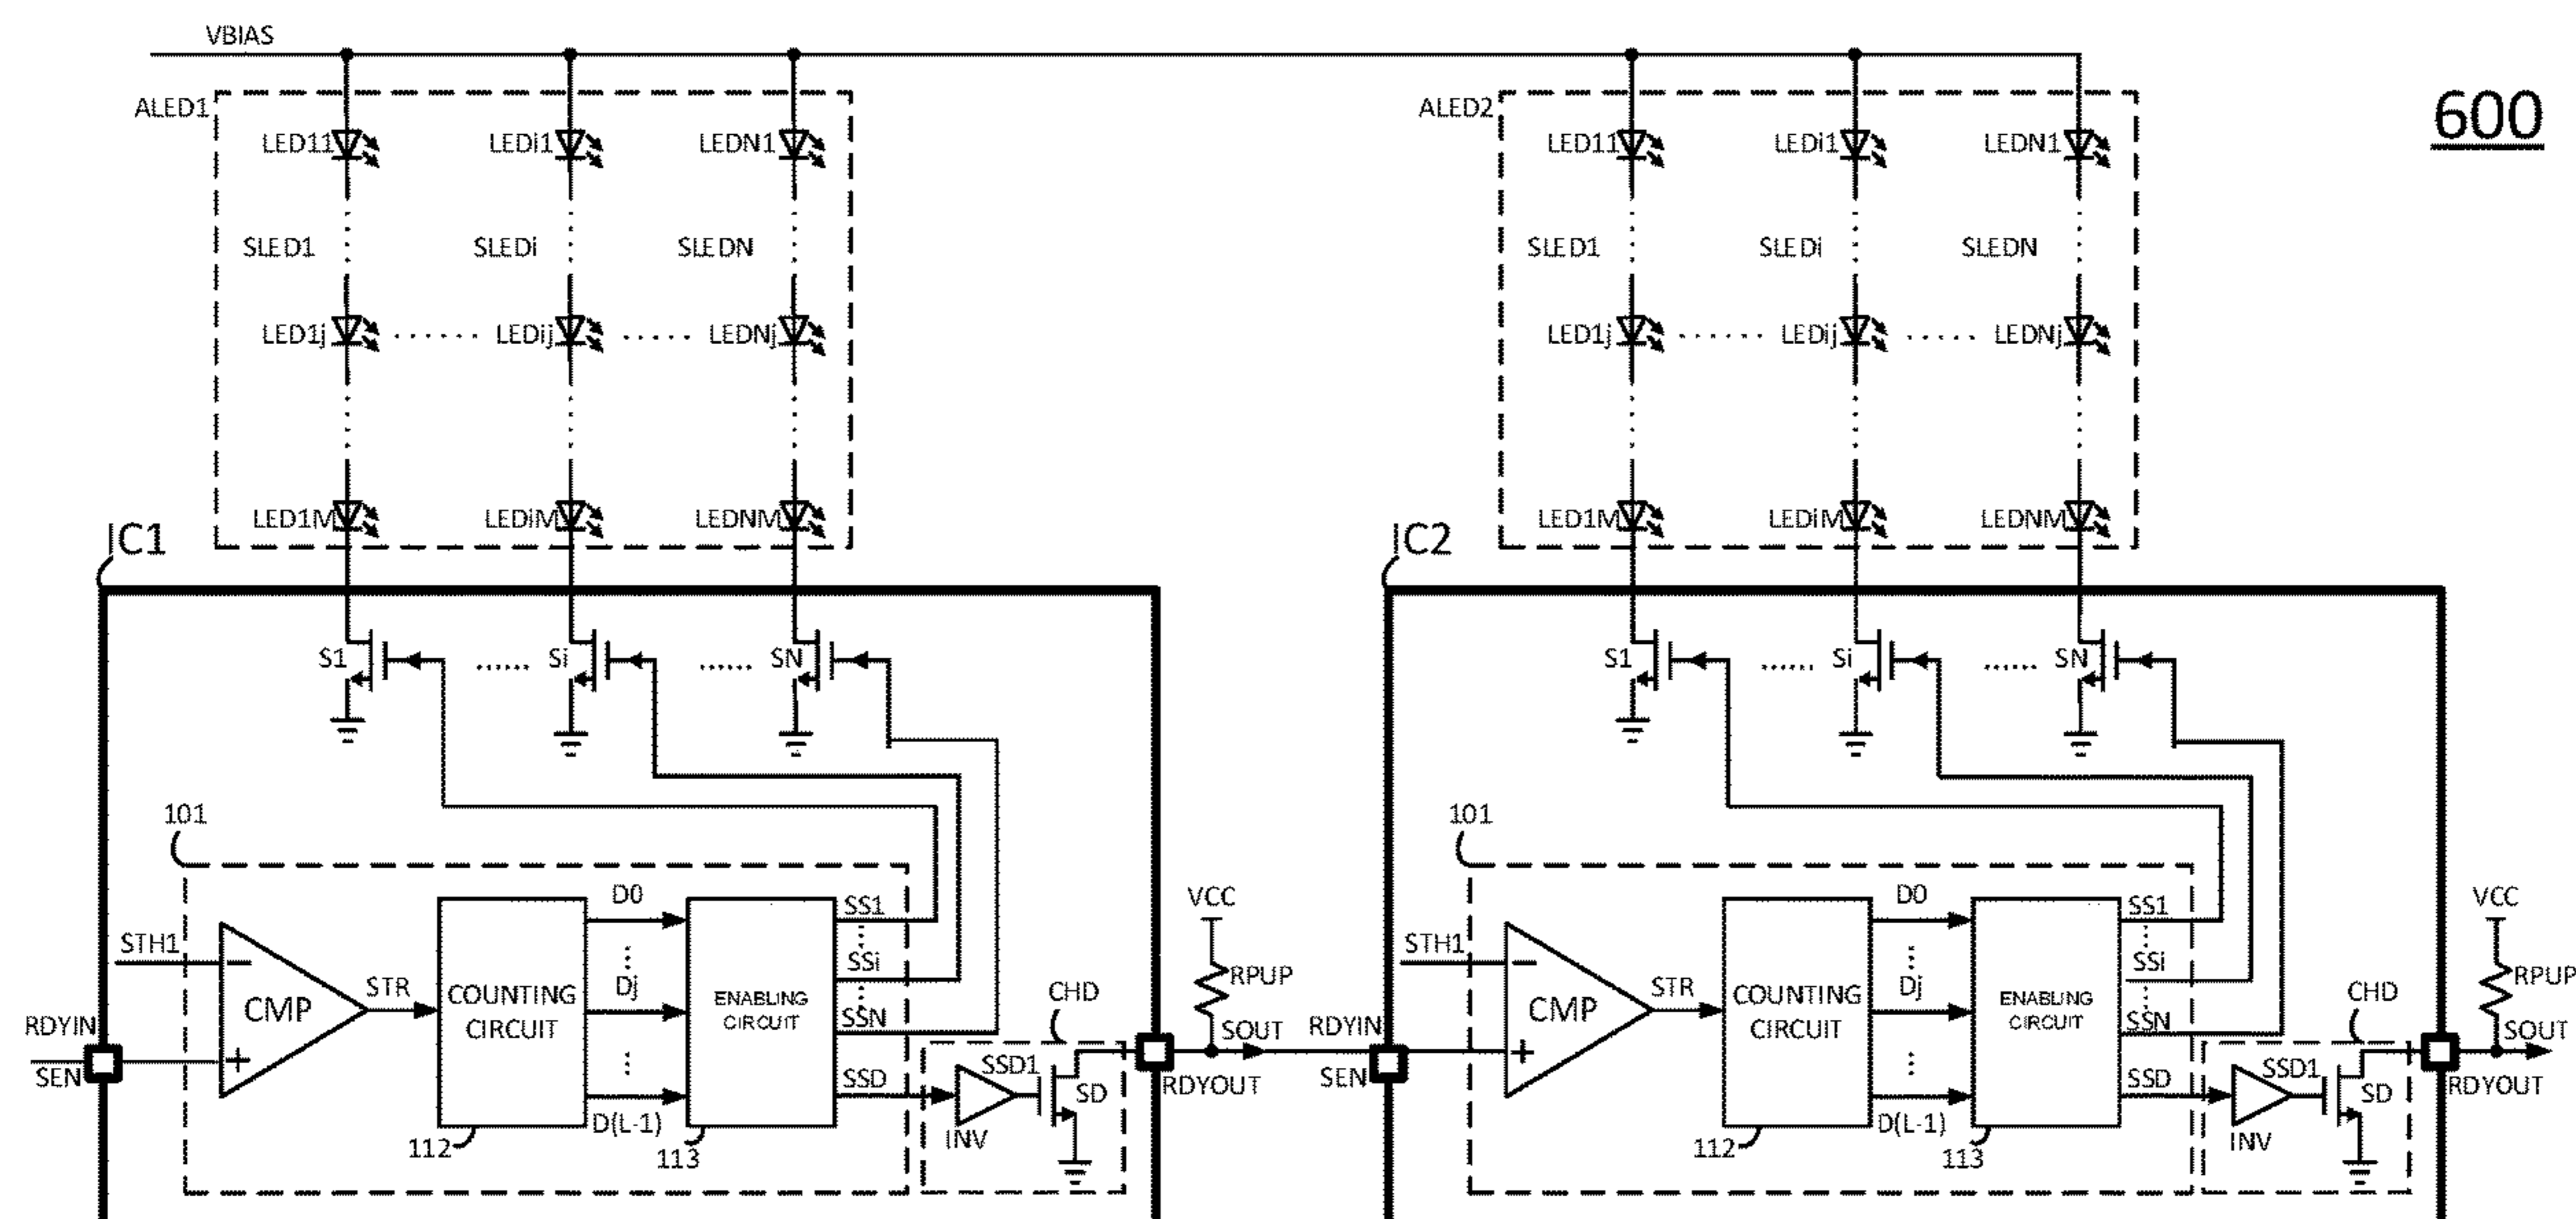 VBIAS
600
ALED1
LED11
LEDi1
LEDN1
SLED1
SLEDi
SLEDN
LED1j
LEDij
LEDNj
LED1M
LEDiM
LEDNM
ALED2
LED11
LEDi1
LEDN1
SLED1
SLEDi
SLEDN
LED1j
LEDij
LEDNj
LED1M
LEDiM
LEDNM
IC1
S1
Si
SN
101
STH1
CMP
STR
COUNTING
CIRCUIT
112
D0
Dj
D(L-1)
ENABLING
CIRCUIT
113
SS1
SSi
SSN
SSD
RDYIN
SEN
CHD
SSD1
INV
SD
VCC
RPUP
SOUT
RDYOUT
IC2
S1
Si
SN
101
STH1
CMP
STR
COUNTING
CIRCUIT
112
D0
Dj
D(L-1)
ENABLING
CIRCUIT
113
SS1
SSi
SSN
SSD
RDYIN
SEN
CHD
SSD1
INV
SD
VCC
RPUP
SOUT
RDYOUT